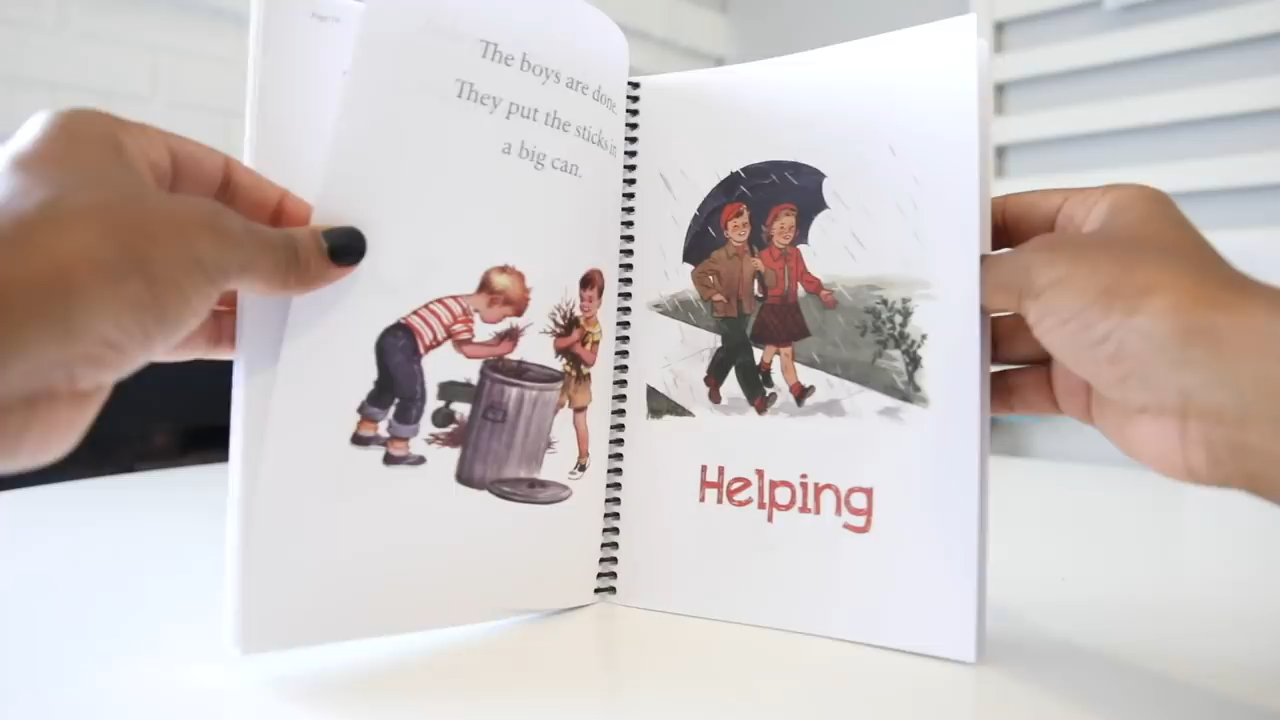 The boys are done.
They put the sticks in
a big can.
Helping